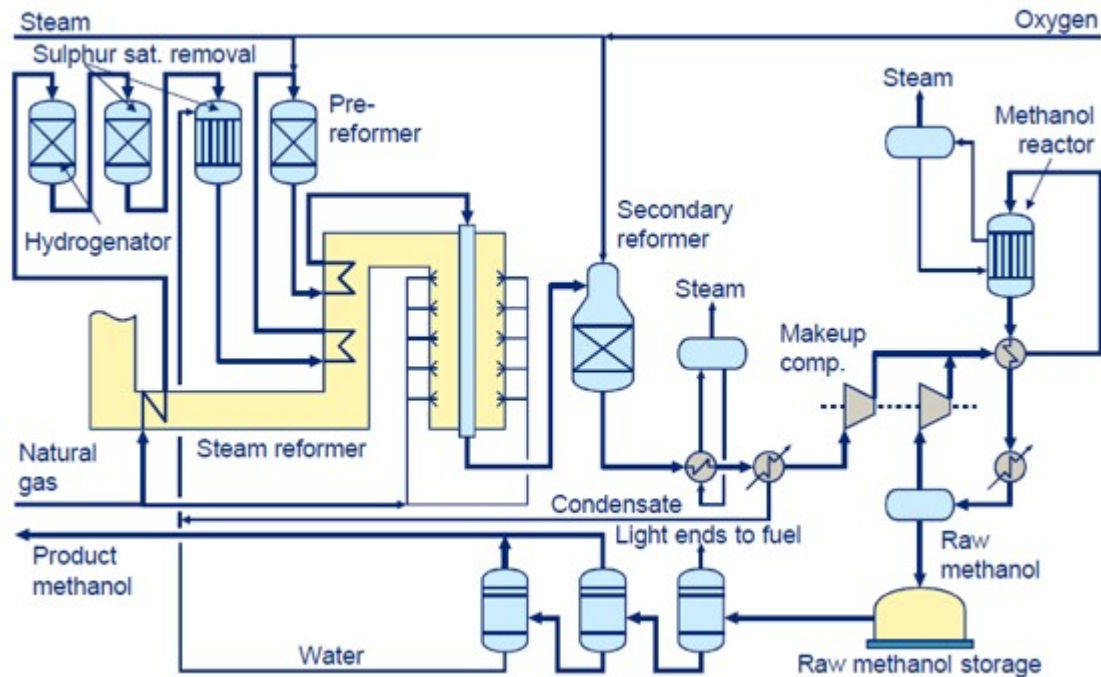 Steam
Oxygen
Sulphur sat. removal
Steam
Pre-
reformer
Methanol
reactor
Hydrogenator
Secondary
reformer
Steam
Makeup
comp.
Steam reformer
Natural
gas
Condensate
Light ends to fuel
Product
methanol
Raw
methanol
Water
Raw methanol storage